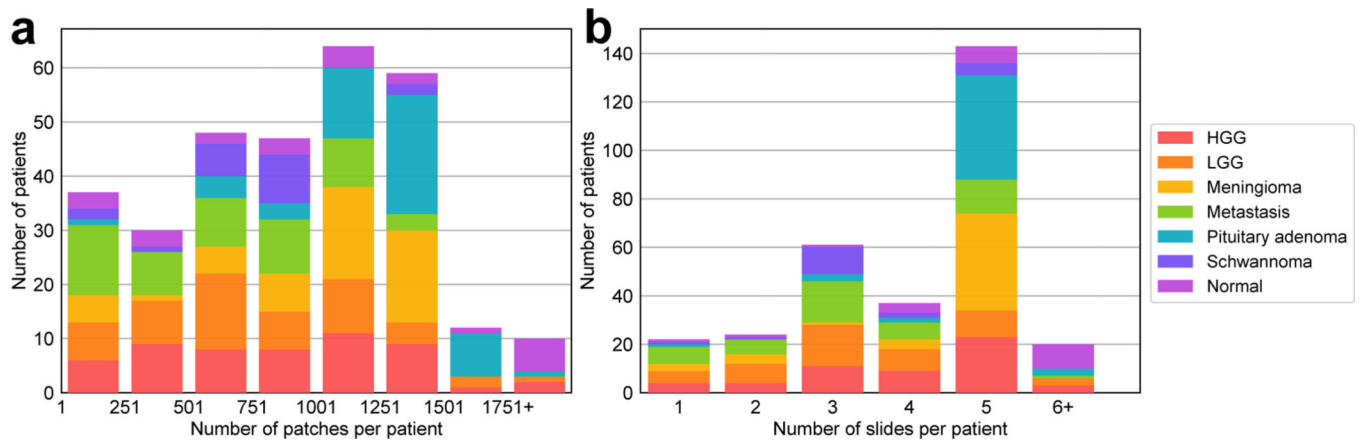 a
Number of patients
60
50
40
30
20
10
0
1 251 501 751 1001 1251 1501 1751+
Number of patches per patient
b
Number of patients
140
120
100
80
60
40
20
0
1 2 3 4 5 6+
Number of slides per patient
HGG
LGG
Meningioma
Metastasis
Pituitary adenoma
Schwannoma
Normal